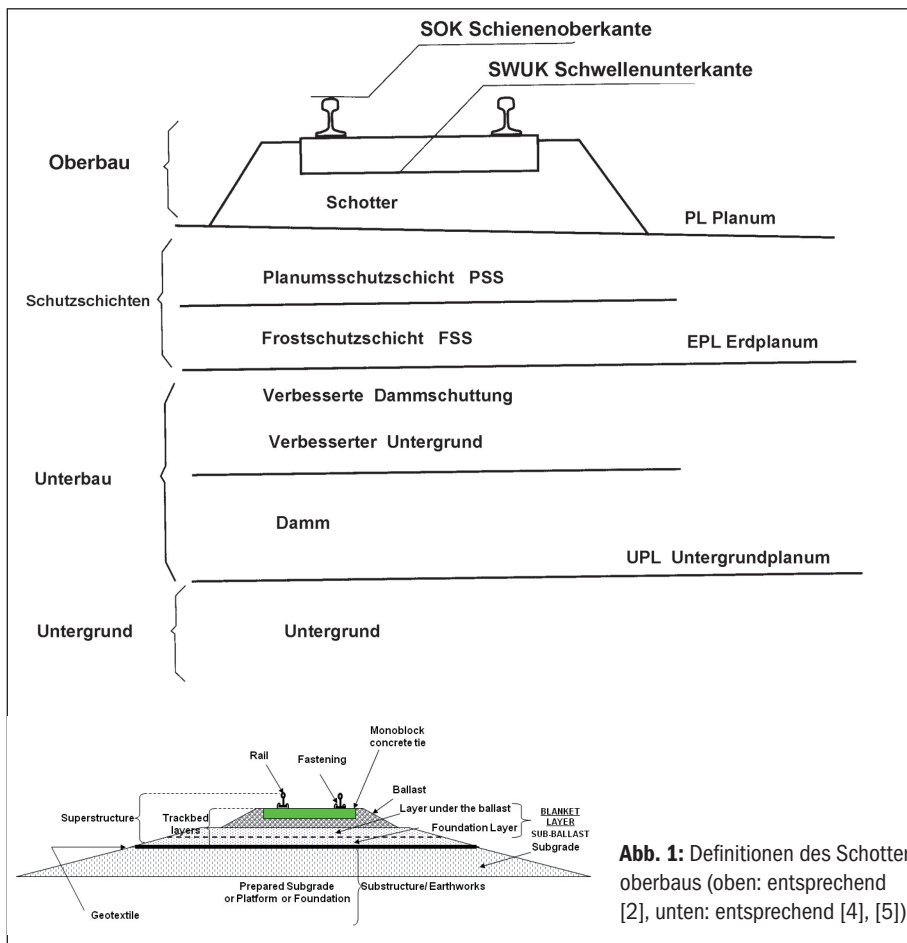 SOK Schienenoberkante
SWUK Schwellenunterkante
Oberbau
Schotter
PL Planum
Schutzschichten
Planumsschutzschicht PSS
Frostschutzschicht FSS
EPL Erdplanum
Verbesserte Dammschuttung
Verbesserter Untergrund
Unterbau
Damm
UPL Untergrundplanum
Untergrund
Untergrund
Monoblock
concrete tie
Rail
Fastening
Ballast
Superstructure
Trackbed
layers
Layer under the ballast
Foundation Layer
BLANKET
LAYER
SUB-BALLAST
Subgrade
Geotextile
Prepared Subgrade
or Platform or Foundation
Substructure/ Earthworks
Abb. 1: Definitionen des Schotter
oberbaus (oben: entsprechend
[2], unten: entsprechend [4], [5])